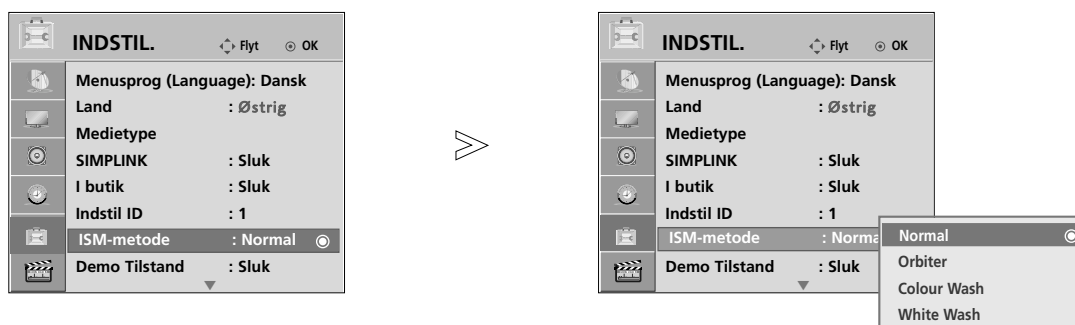 INDSTIL. Flyt OK
Menusprog (Language): Dansk
Land : Østrig
Medietype
SIMPLINK : Sluk
I butik : Sluk
Indstil ID : 1
ISM-metode : Normal
Demo Tilstand : Sluk
INDSTIL. Flyt OK
Menusprog (Language): Dansk
Land : Østrig
Medietype
SIMPLINK : Sluk
I butik : Sluk
Indstil ID : 1
ISM-metode : Norma
Demo Tilstand : Sluk
Normal
Orbiter
Colour Wash
White Wash